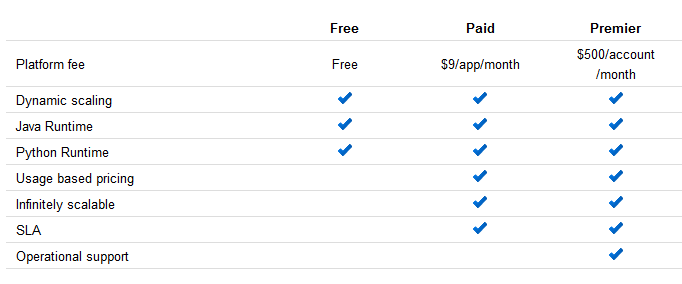 Free Paid Premier
Platform fee Free $9/app/month $500/account
/month
Dynamic scaling
Java Runtime
Python Runtime
Usage based pricing
Infinitely scalable
SLA
Operational support